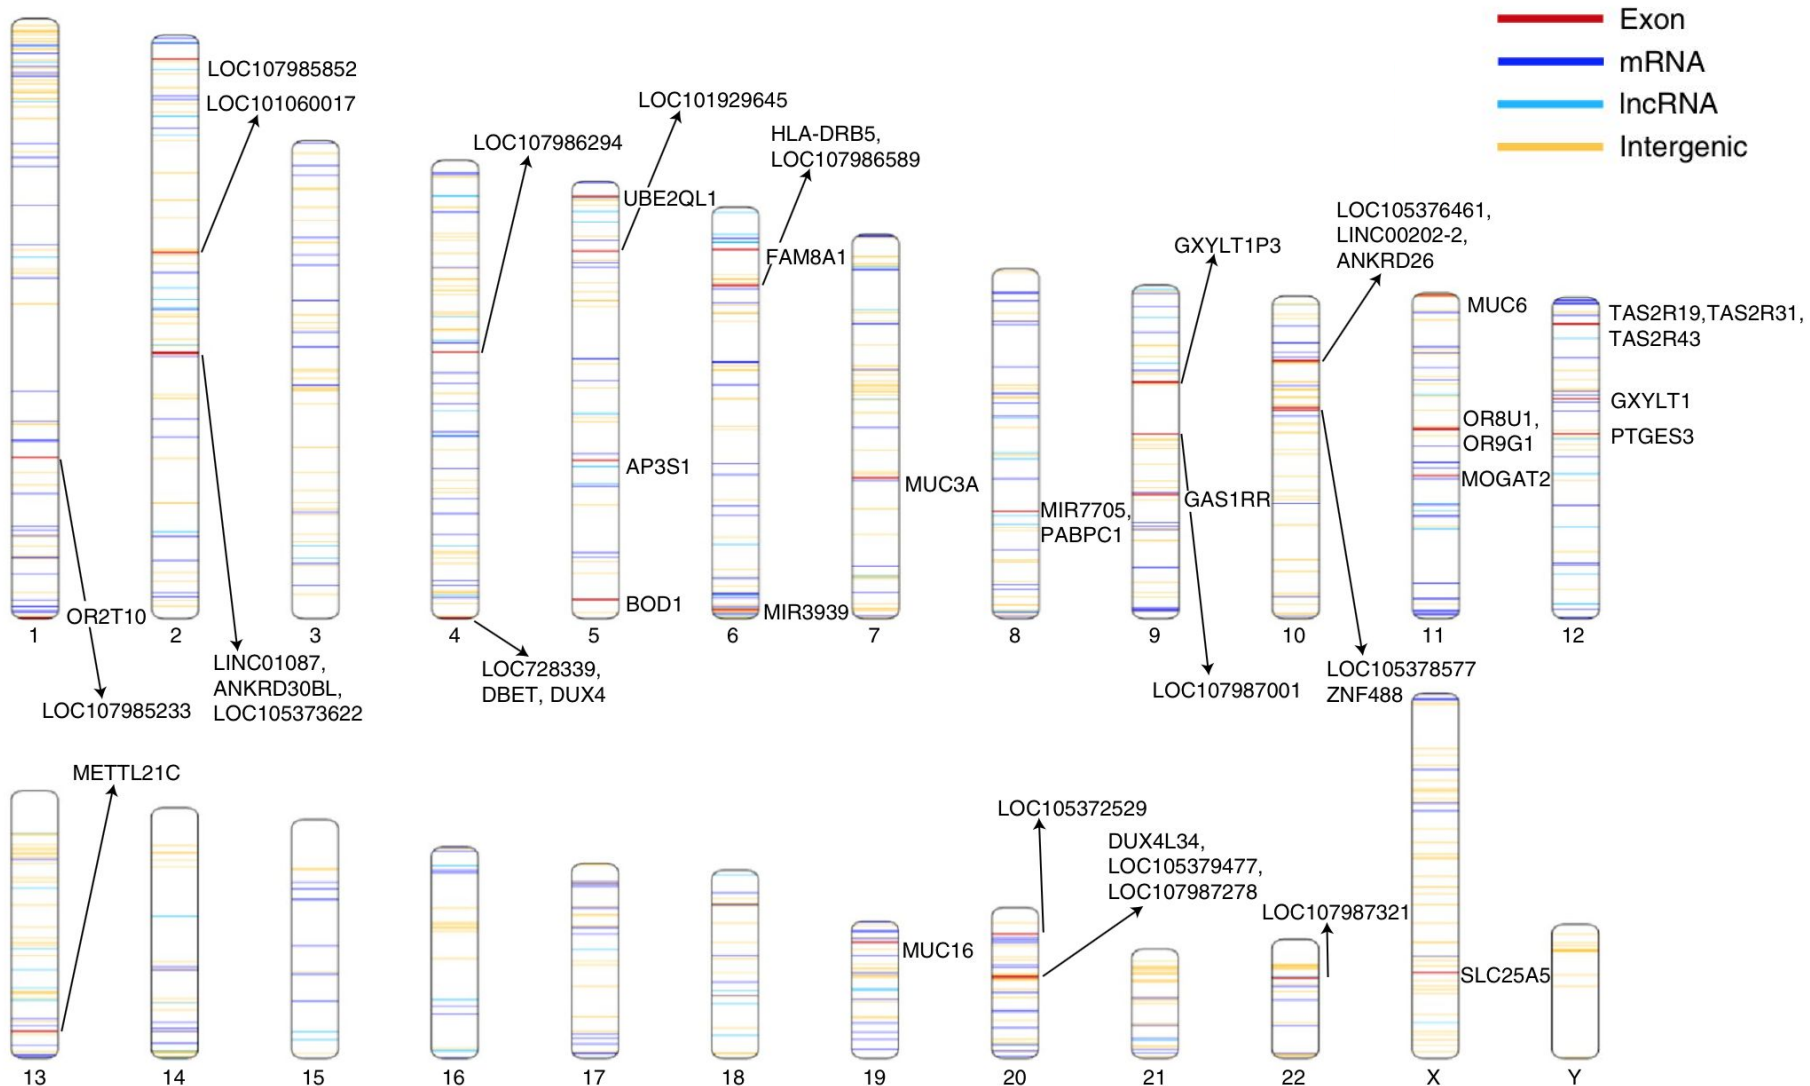 Exon
mRNA
lncRNA
Intergenic
LOC107985852
LOC101060017
LOC107986294
LOC101929645
UBE2QL1
HLA-DRB5,
LOC107986589
FAM8A1
GXYLT1P3
LOC105376461,
LINC00202-2,
ANKRD26
MUC6
TAS2R19,TAS2R31,
TAS2R43
GXYLT1
PTGES3
OR8U1,
OR9G1
MOGAT2
AP3S1
MUC3A
MIR7705,
PABPC1
GAS1RR
BOD1
MIR3939
OR2T10
1
2
3
4
5
6
7
8
9
10
11
12
LOC107985233
LINC01087,
ANKRD30BL,
LOC105373622
LOC728339,
DBET, DUX4
LOC107987001
LOC105378577
ZNF488
METTL21C
LOC105372529
DUX4L34,
LOC105379477,
LOC107987278
LOC107987321
MUC16
SLC25A5
13
14
15
16
17
18
19
20
21
22
X
Y